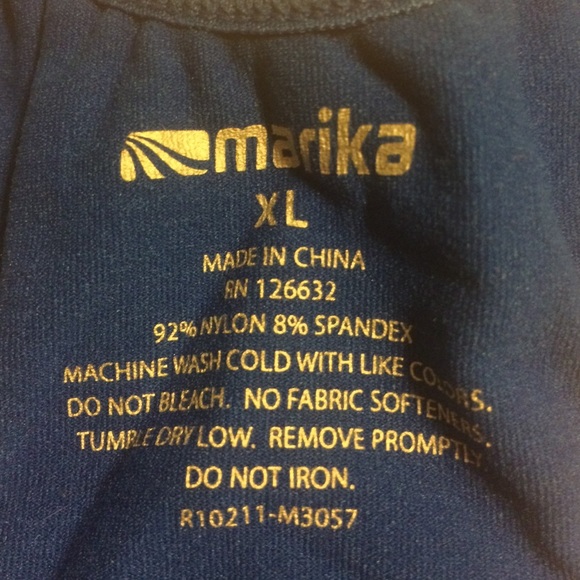 marika
XL
MADE IN CHINA
RN 126632
92% NYLON 8% SPANDEX
MACHINE WASH COLD WITH LIKE COLORS.
DO NOT BLEACH. NO FABRIC SOFTENERS.
TUMBLE DRY LOW. REMOVE PROMPTLY
DO NOT IRON.
R10211-M3057